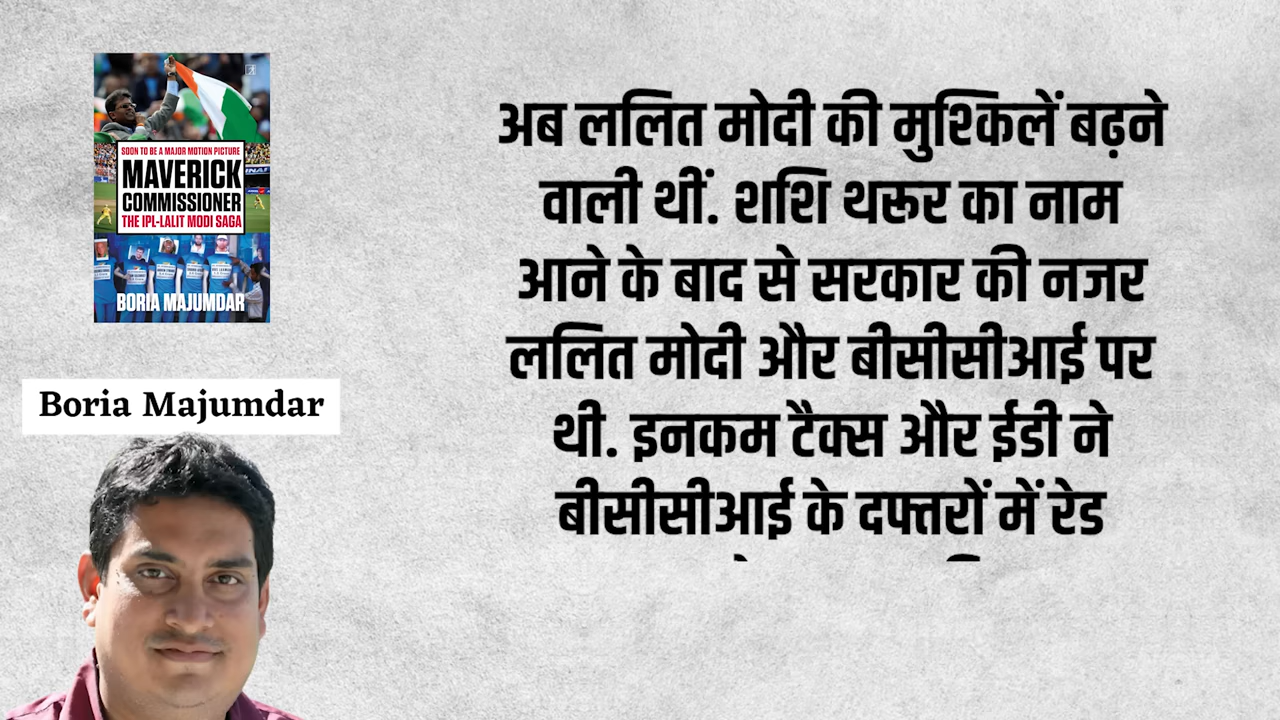 SOON TO BE A MAJOR MOTION PICTURE
MAVERICK
COMMISSIONER
THE IPL-LALIT MODI SAGA
BORIA MAJUMDAR
Boria Majumdar
अब ललित मोदी की मुश्किलें बढ़ने
वाली थीं. शशि थरूर का नाम
आने के बाद से सरकार की नजर
ललित मोदी और बीसीसीआई पर
थी. इनकम टैक्स और ईडी ने
बीसीसीआई के दफ्तरों में रेड